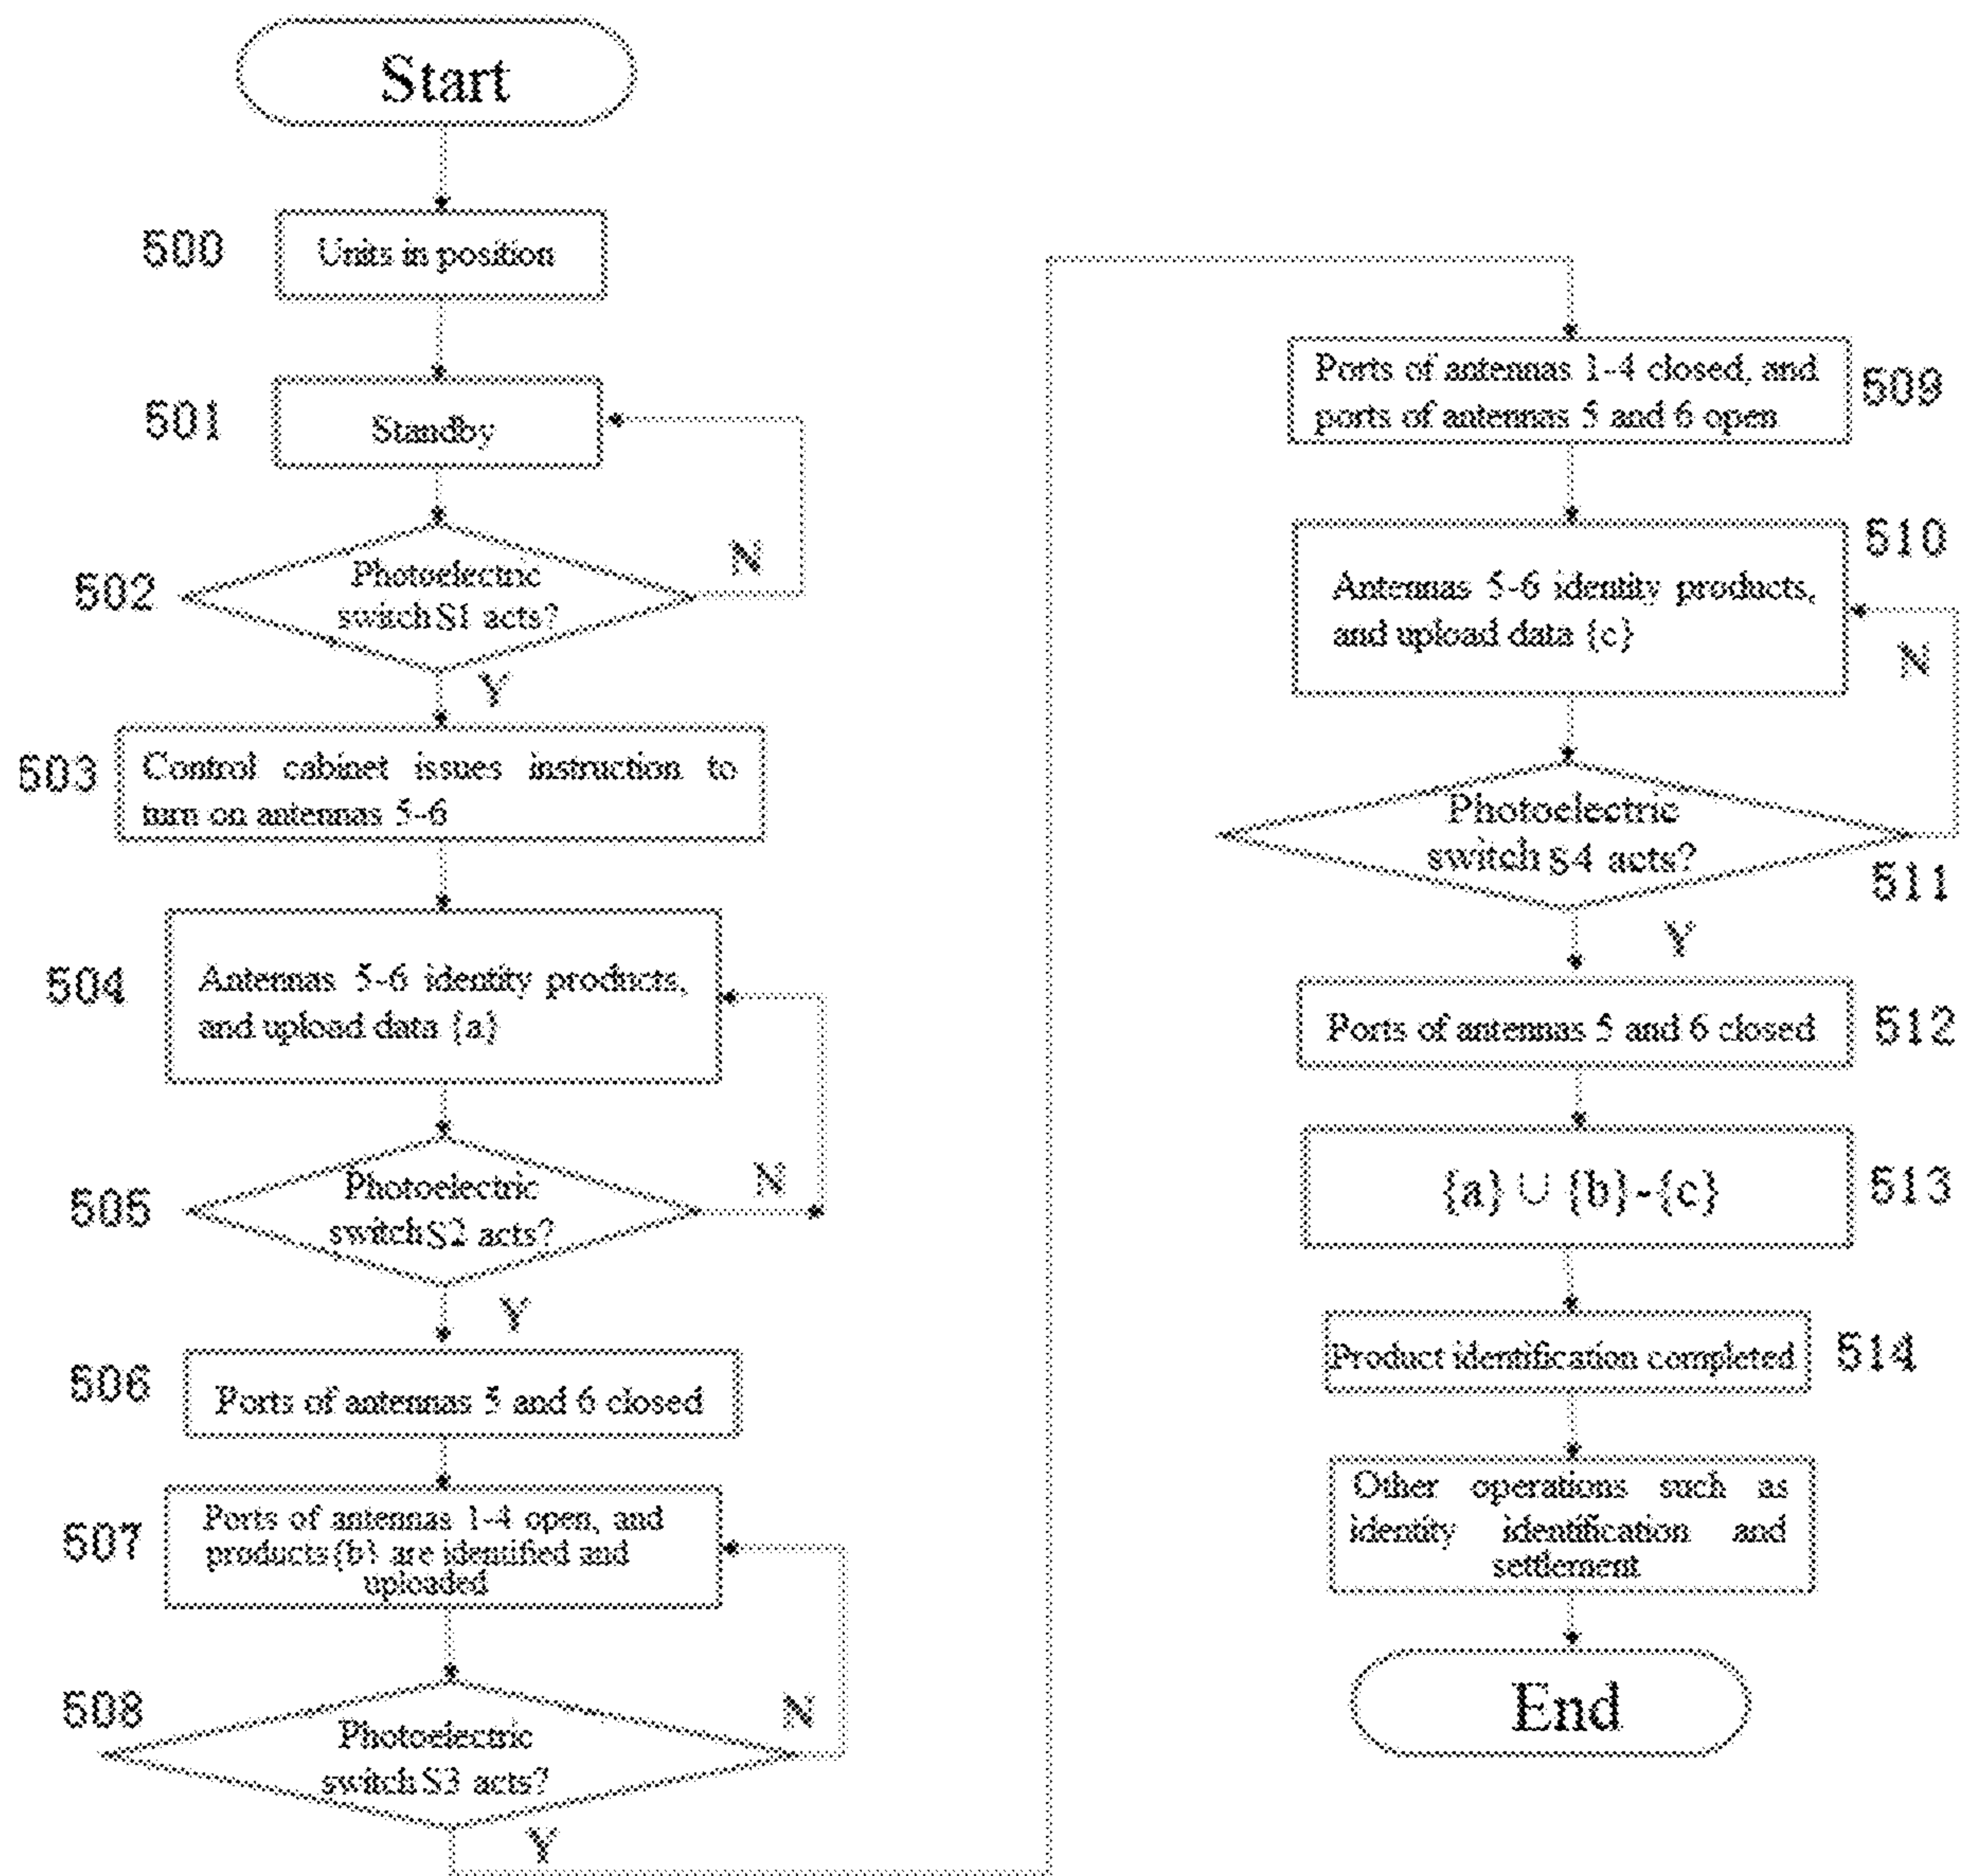 Start
500
Units in position
501
Standby
502
Photoelectric
switch S1 acts?
N
Y
503
Control cabinet issues instruction to
turn on antennas 5-6
504
Antennas 5-6 identity products,
and upload data {a}
505
Photoelectric
switch S2 acts?
N
Y
506
Ports of antennas 5 and 6 closed
507
Ports of antennas 1-4 open, and
products{b} are identified and
uploaded
508
Photoelectric
switch S3 acts?
N
Y
Ports of antennas 1-4 closed, and
ports of antennas 5 and 6 open
509
510
Antennas 5-6 identity products,
and upload data {c}
N
Photoelectric
switch S4 acts?
511
Y
Ports of antennas 5 and 6 closed
512
{a} ∪ {b}-{c}
513
Product identification completed
514
Other operations such as
identity identification and
settlement
End